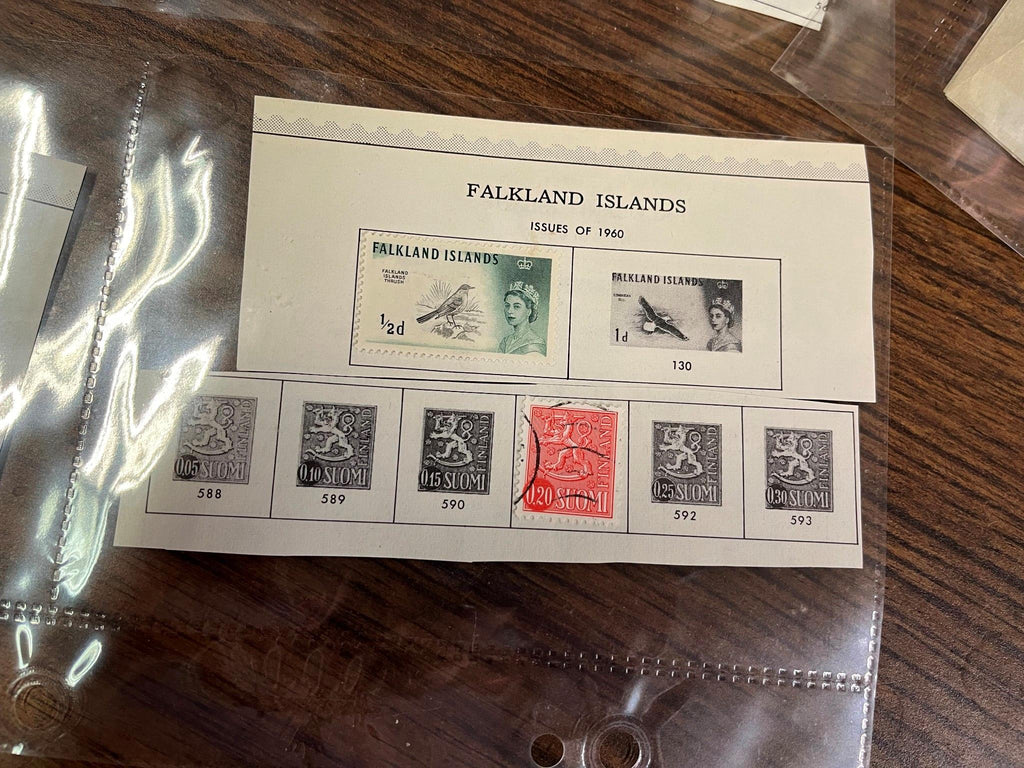 FALKLAND ISLANDS
ISSUES OF 1960
FALKLAND ISLANDS
FALKLAND
ISLANDS
THRUSH
½d
FALKLAND ISLANDS
1d
130
FINLAND
0.05 SUOMI
588
FINLAND
0.10 SUOMI
589
FINLAND
0.15 SUOMI
590
FINLAND
0.20 SUOMI
FINLAND
0.25 SUOMI
592
FINLAND
0.30 SUOMI
593